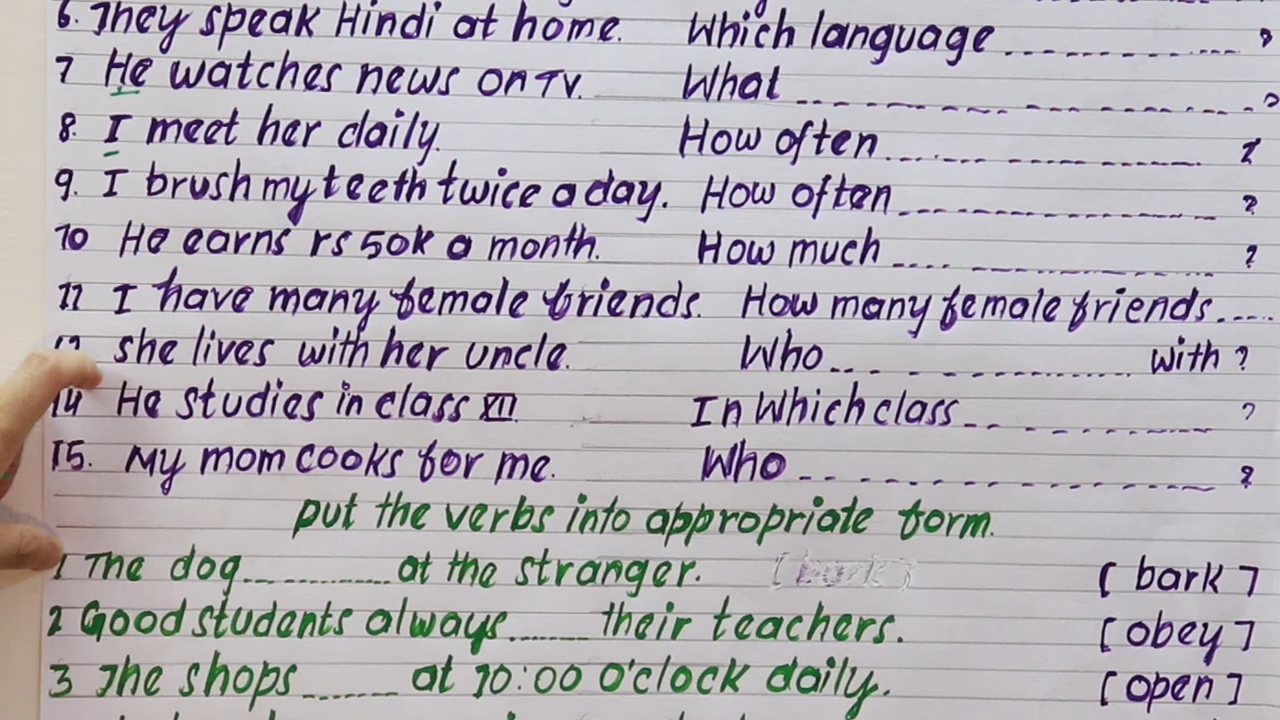 6. They speak Hindi at home. Which language ............ ?
7 He watches news on TV. What ............ ?
8. I meet her daily. How often ............ ?
9. I brush my teeth twice a day. How often ............ ?
10 He earns rs 50k a month. How much ............ ?
11 I have many female friends. How many female friends......
she lives with her uncle. Who ............ with ?
14 He studies in class XII In Which class ............ ?
15. My mom cooks for me. Who ............ ?
put the verbs into appropriate form.
1 The dog ............ at the stranger. [ bark ]
2 Good students always ........ their teachers. [ obey ]
3 The shops ........ at 10:00 o'clock daily. [ open ]